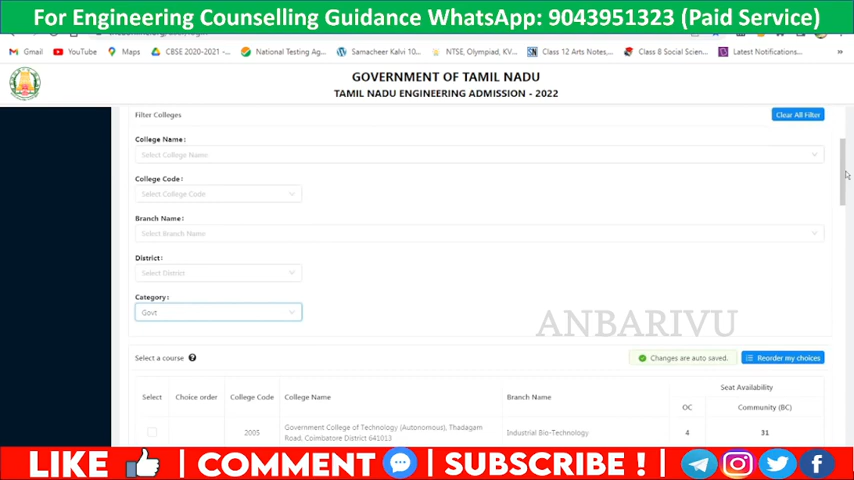 For Engineering Counselling Guidance WhatsApp: 9043951323 (Paid Service)
Gmail YouTube Maps CBSE 2020-2021 - National Testing Ag... Samacheer Kalvi 10... NTSE, Olympiad, KV... Class 12 Arts Notes,... Class 8 Social Scien... Latest Notifications...
GOVERNMENT OF TAMIL NADU
TAMIL NADU ENGINEERING ADMISSION - 2022
Filter Colleges Clear All Filter
College Name:
Select College Name
College Code:
Select College Code
Branch Name:
Select Branch Name
District:
Select District
Category:
Govt
ANBARIVU
Select a course Changes are auto saved. Reorder my choices
Seat Availability
Select Choice order College Code College Name Branch Name
OC Community (BC)
2005 Government College of Technology (Autonomous), Thadagam Road, Coimbatore District 641013 Industrial Bio-Technology 4 31
LIKE | COMMENT | SUBSCRIBE ! |